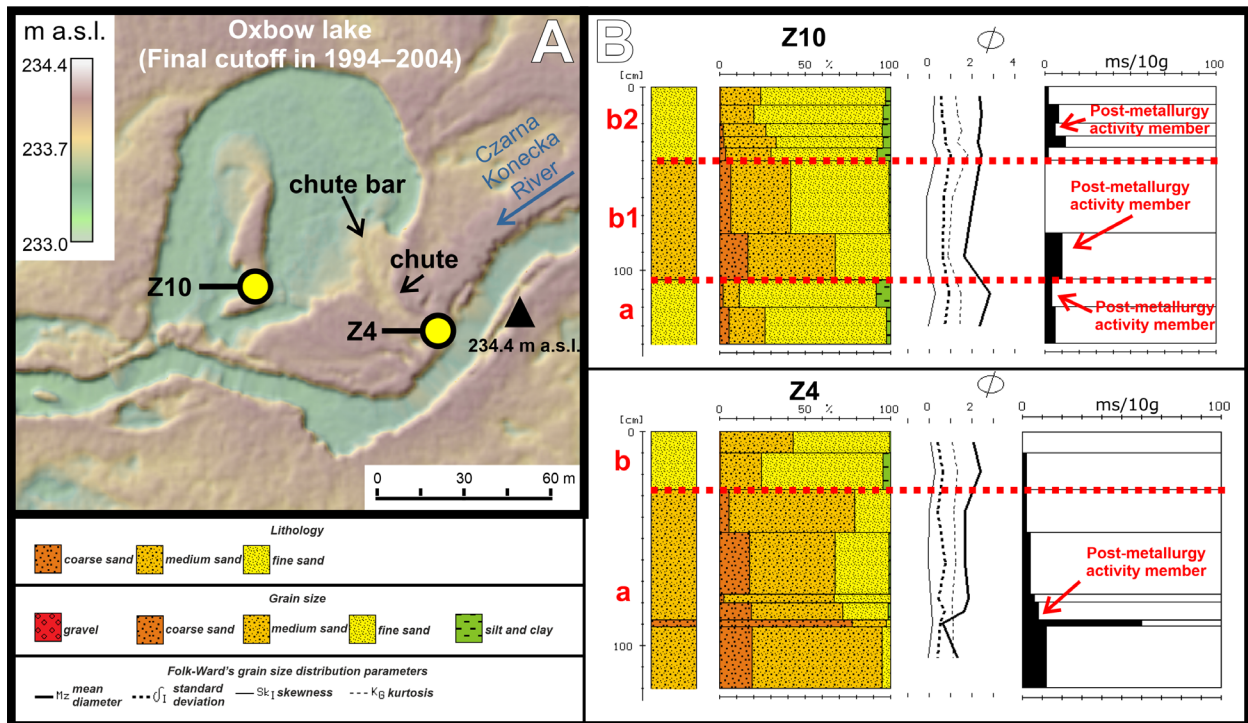 m a.s.l.
234.4
233.7
233.0
Oxbow lake
(Final cutoff in 1994–2004)
A
Czarna
Konecka
River
chute bar
chute
Z10
Z4
234.4 m a.s.l.
0 30 60 m
Lithology
coarse sand medium sand fine sand
Grain size
gravel coarse sand medium sand fine sand silt and clay
Folk-Ward's grain size distribution parameters
Mz mean
diameter
δI standard
deviation
SkI skewness
KG kurtosis
B
Z10
[cm]
0 50 % 100
0 2 4
ms/10g
0 100
0
100
b2
b1
a
Post-metallurgy
activity member
Post-metallurgy
activity member
Post-metallurgy
activity member
Z4
[cm]
0 50 % 100
0 2
ms/10g
0 100
0
100
b
a
Post-metallurgy
activity member